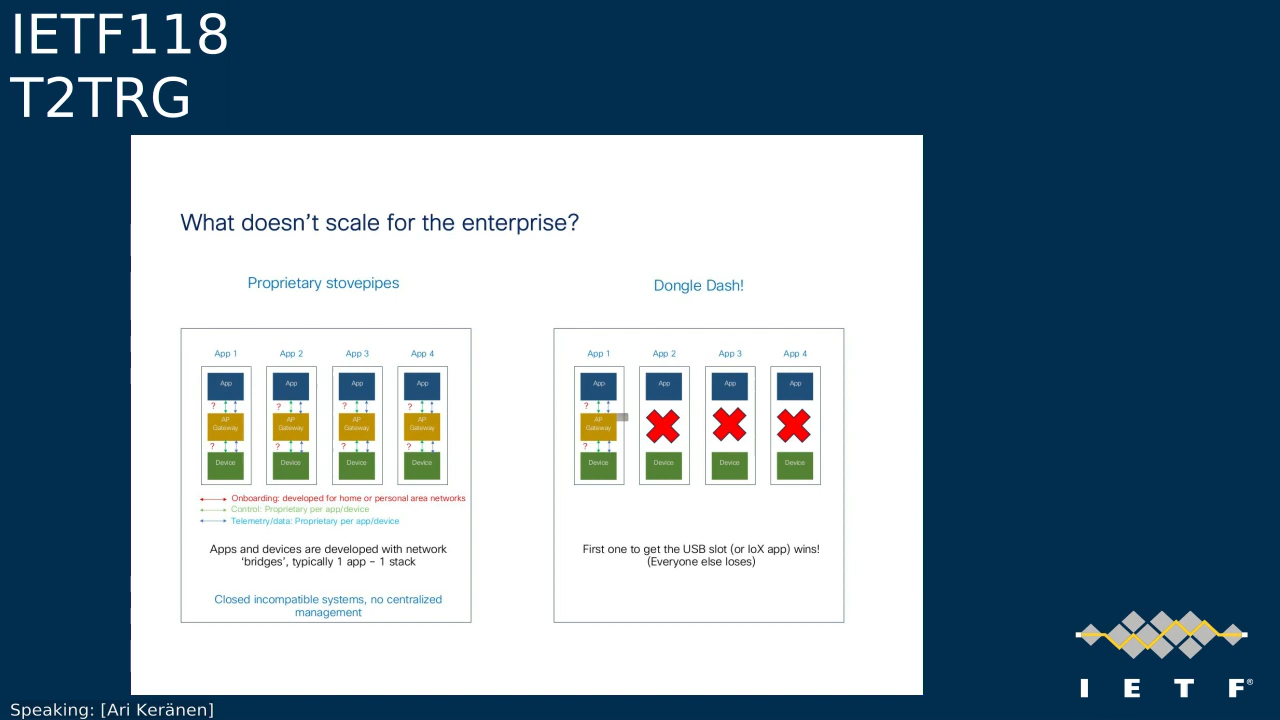 IETF118
T2TRG
What doesn't scale for the enterprise?
Proprietary stovepipes
Dongle Dash!
App 1 App 2 App 3 App 4
App App App App
? ? ? ?
AP Gateway AP Gateway AP Gateway AP Gateway
? ? ? ?
Device Device Device Device
Onboarding: developed for home or personal area networks
Control: Proprietary per app/device
Telemetry/data: Proprietary per app/device
Apps and devices are developed with network
'bridges', typically 1 app – 1 stack
Closed incompatible systems, no centralized
management
App 1 App 2 App 3 App 4
App App App App
?
AP Gateway
?
Device Device Device Device
First one to get the USB slot (or IoX app) wins!
(Everyone else loses)
I E T F®
Speaking: [Ari Keränen]